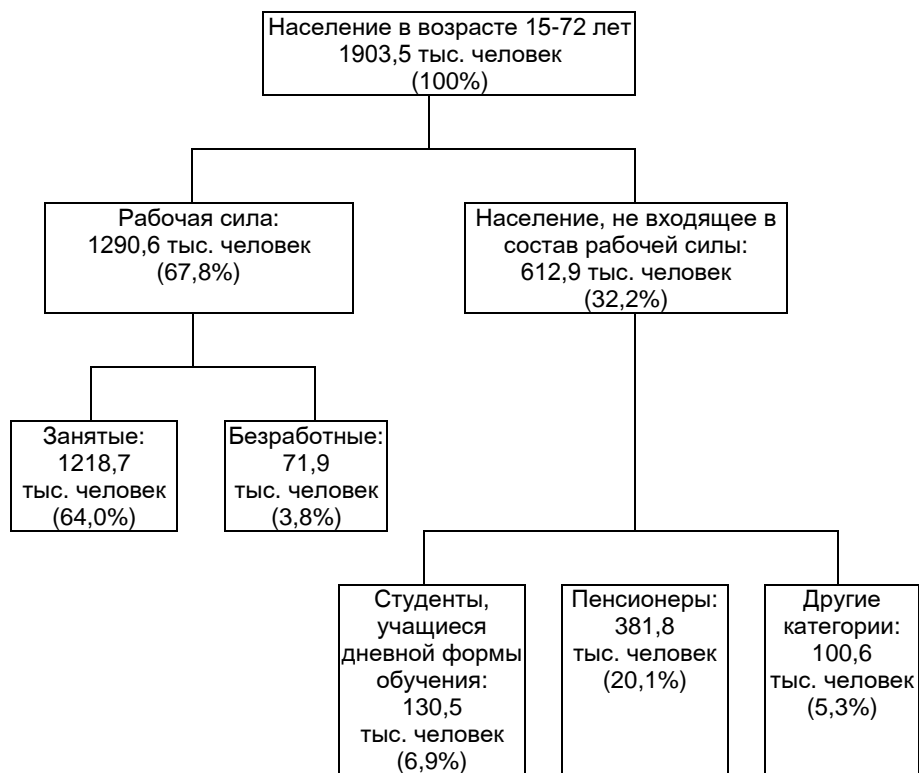 Население в возрасте 15-72 лет
1903,5 тыс. человек
(100%)
Рабочая сила:
1290,6 тыс. человек
(67,8%)
Население, не входящее в
состав рабочей силы:
612,9 тыс. человек
(32,2%)
Занятые:
1218,7
тыс. человек
(64,0%)
Безработные:
71,9
тыс. человек
(3,8%)
Студенты,
учащиеся
дневной формы
обучения:
130,5
тыс. человек
(6,9%)
Пенсионеры:
381,8
тыс. человек
(20,1%)
Другие
категории:
100,6
тыс. человек
(5,3%)